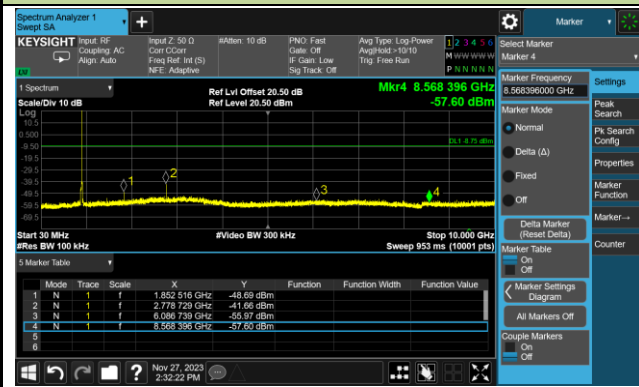 Spectrum Analyzer 1
Swept SA
+
Marker
KEYSIGHT
Input: RF
Coupling: AC
Align: Auto
Input Z: 50 Ω
Corr CCorr
Freq Ref: Int (S)
NFE: Adaptive
#Atten: 10 dB
PNO: Fast
Gate: Off
IF Gain: Low
Sig Track: Off
Avg Type: Log-Power
Avg|Hold:>10/10
Trig: Free Run
1 2 3 4 5 6
M W W W W W
P N N N N N
LXI
Select Marker
Marker 4
1 Spectrum
Scale/Div 10 dB
Ref Lvl Offset 20.50 dB
Ref Level 20.50 dBm
Mkr4 8.568 396 GHz
-57.60 dBm
Log
10.5
0.500
-9.50
-19.5
-29.5
-39.5
-49.5
-59.5
-69.5
DL1 -8.73 dBm
1
2
3
4
Start 30 MHz
#Video BW 300 kHz
Stop 10.000 GHz
#Res BW 100 kHz
Sweep 953 ms (10001 pts)
5 Marker Table
Mode Trace Scale X Y Function Function Width Function Value
1 N 1 f 1.852 516 GHz -48.69 dBm
2 N 1 f 2.778 729 GHz -41.66 dBm
3 N 1 f 6.086 739 GHz -55.97 dBm
4 N 1 f 8.568 396 GHz -57.60 dBm
5
6
Marker Frequency
8.568396000 GHz
Marker Mode
Normal
Delta (Δ)
Fixed
Off
Delta Marker
(Reset Delta)
Marker Table
On
Off
Marker Settings
Diagram
All Markers Off
Couple Markers
On
Off
Settings
Peak
Search
Pk Search
Config
Properties
Marker
Function
Marker→
Counter
?
Nov 27, 2023
2:32:22 PM